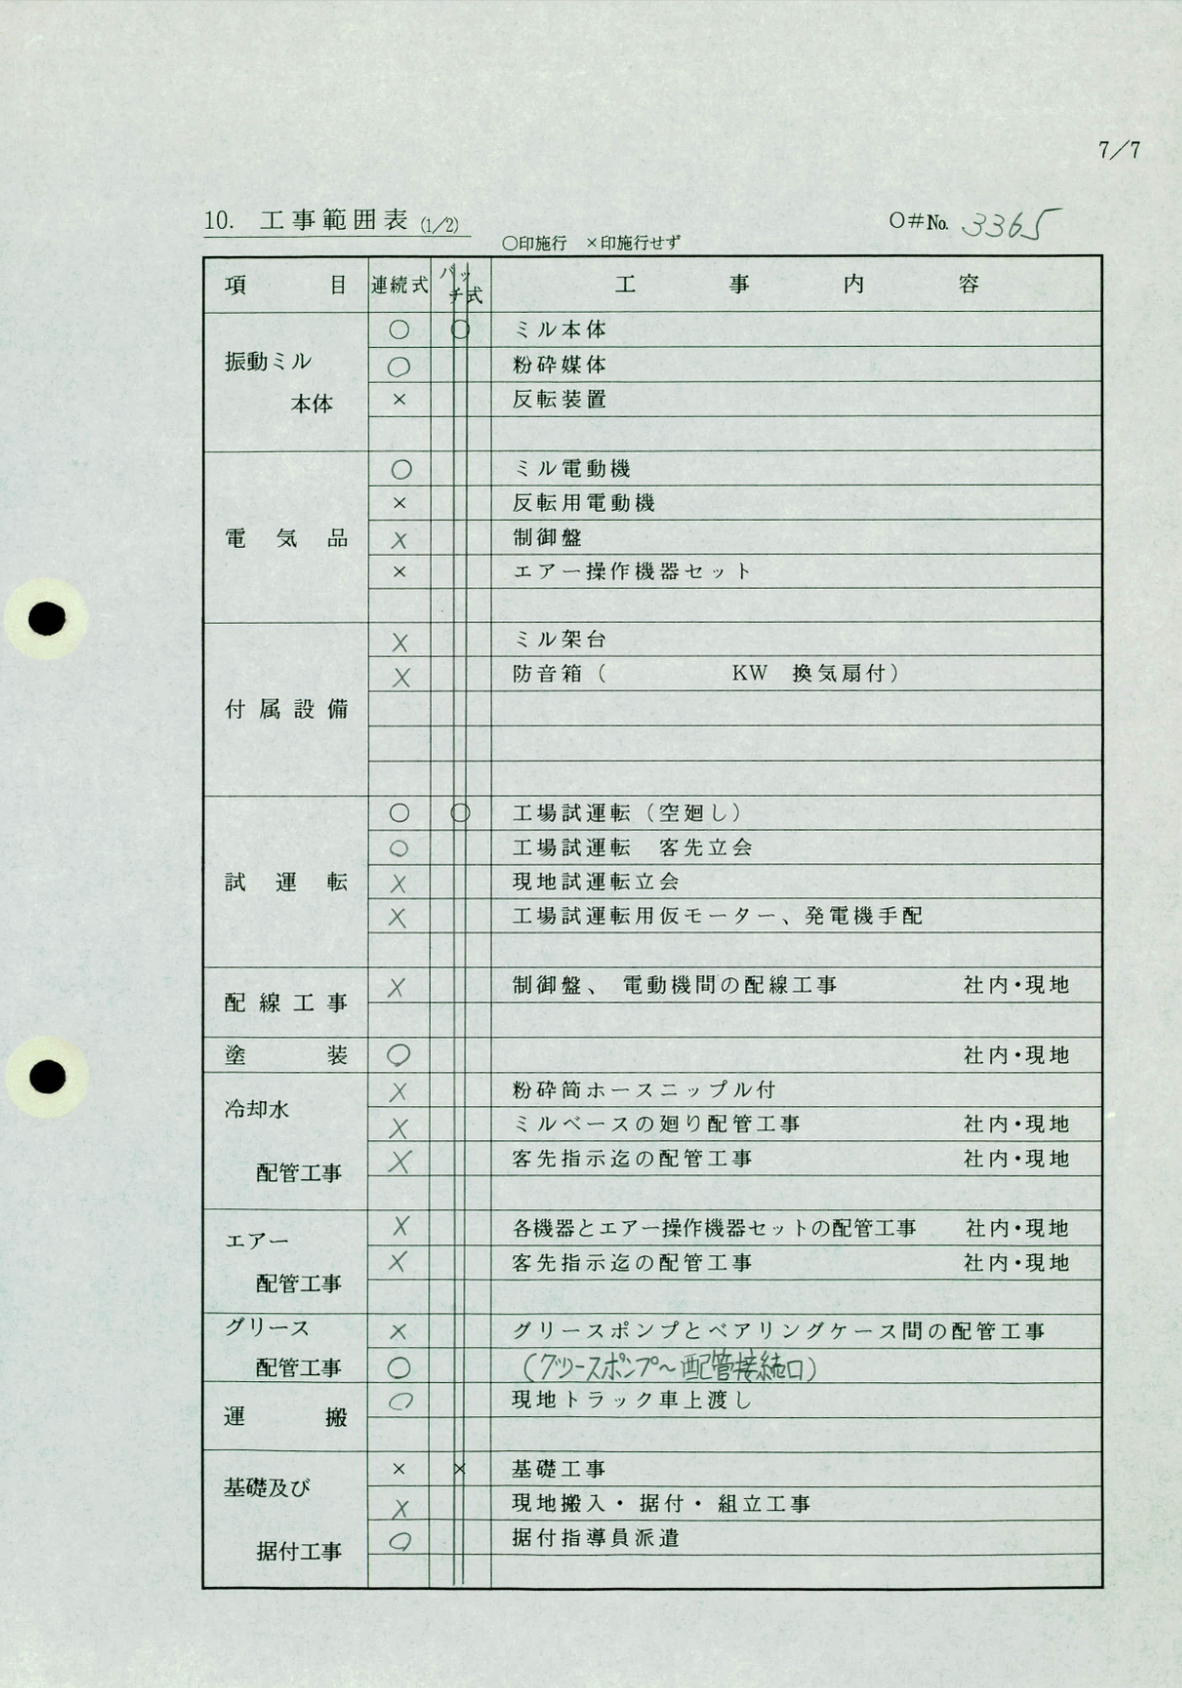 7/7
10. 工事範囲表 (1/2) O#No. 3365
○印施行 ×印施行せず
項目 連続式 バッチ式 工事内容
振動ミル本体 ○ ○ ミル本体
○ 粉砕媒体
× 反転装置
電気品 ○ ミル電動機
× 反転用電動機
× 制御盤
× エアー操作機器セット
付属設備 × ミル架台
× 防音箱( KW 換気扇付)
試運転 ○ ○ 工場試運転(空廻し)
○ 工場試運転 客先立会
× 現地試運転立会
× 工場試運転用仮モーター、発電機手配
配線工事 × 制御盤、電動機間の配線工事 社内・現地
塗装 ○ 社内・現地
冷却水配管工事 × 粉砕筒ホースニップル付
× ミルベースの廻り配管工事 社内・現地
× 客先指示迄の配管工事 社内・現地
エアー配管工事 × 各機器とエアー操作機器セットの配管工事 社内・現地
× 客先指示迄の配管工事 社内・現地
グリース配管工事 × グリースポンプとベアリングケース間の配管工事
○ (グリースポンプ～配管接続口)
運搬 ○ 現地トラック車上渡し
基礎及び据付工事 × × 基礎工事
× 現地搬入・据付・組立工事
○ 据付指導員派遣